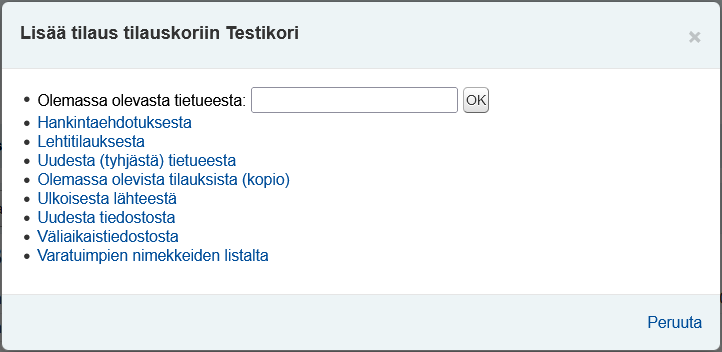 Lisää tilaus tilauskoriin Testikori
×
Olemassa olevasta tietueesta: OK
Hankintaehdotuksesta
Lehtitilauksesta
Uudesta (tyhjästä) tietueesta
Olemassa olevista tilauksista (kopio)
Ulkoisesta lähteestä
Uudesta tiedostosta
Väliaikaistiedostosta
Varatuimpien nimekkeiden listalta
Peruuta